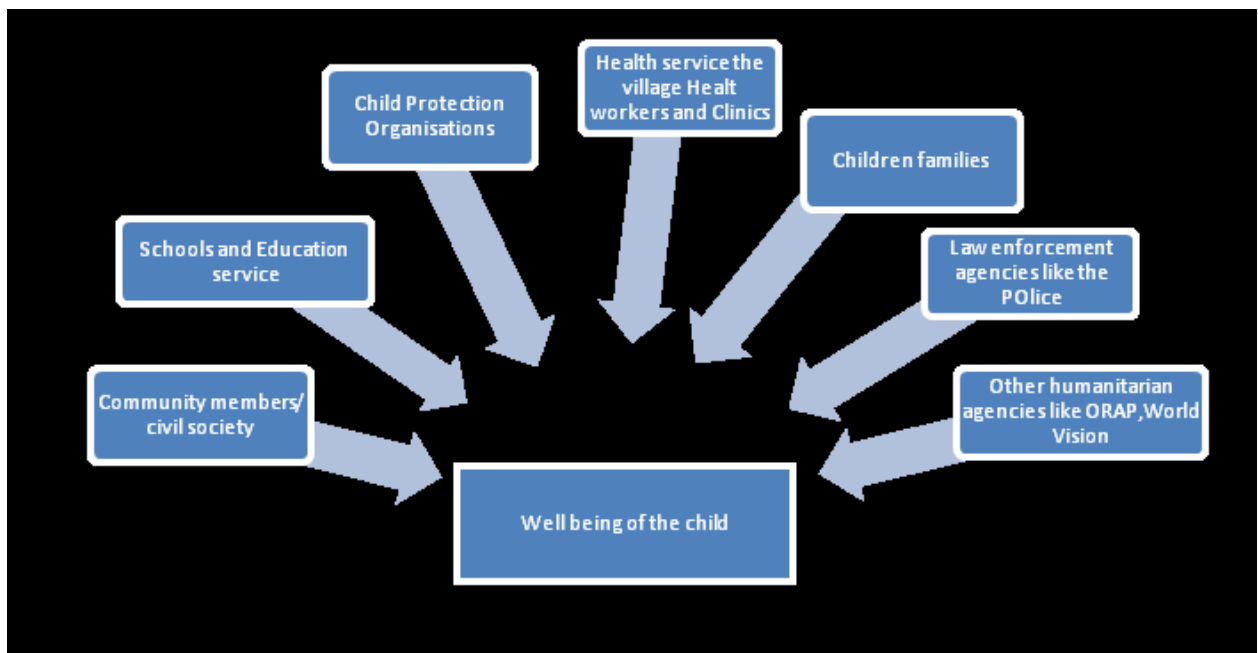 Health service the
village Healt
workers and Clinics
Child Protection
Organisations
Children families
Schools and Education
service
Law enforcement
agencies like the
POlice
Community members/
civil society
Other humanitarian
agencies like ORAP,World
Vision
Well being of the child